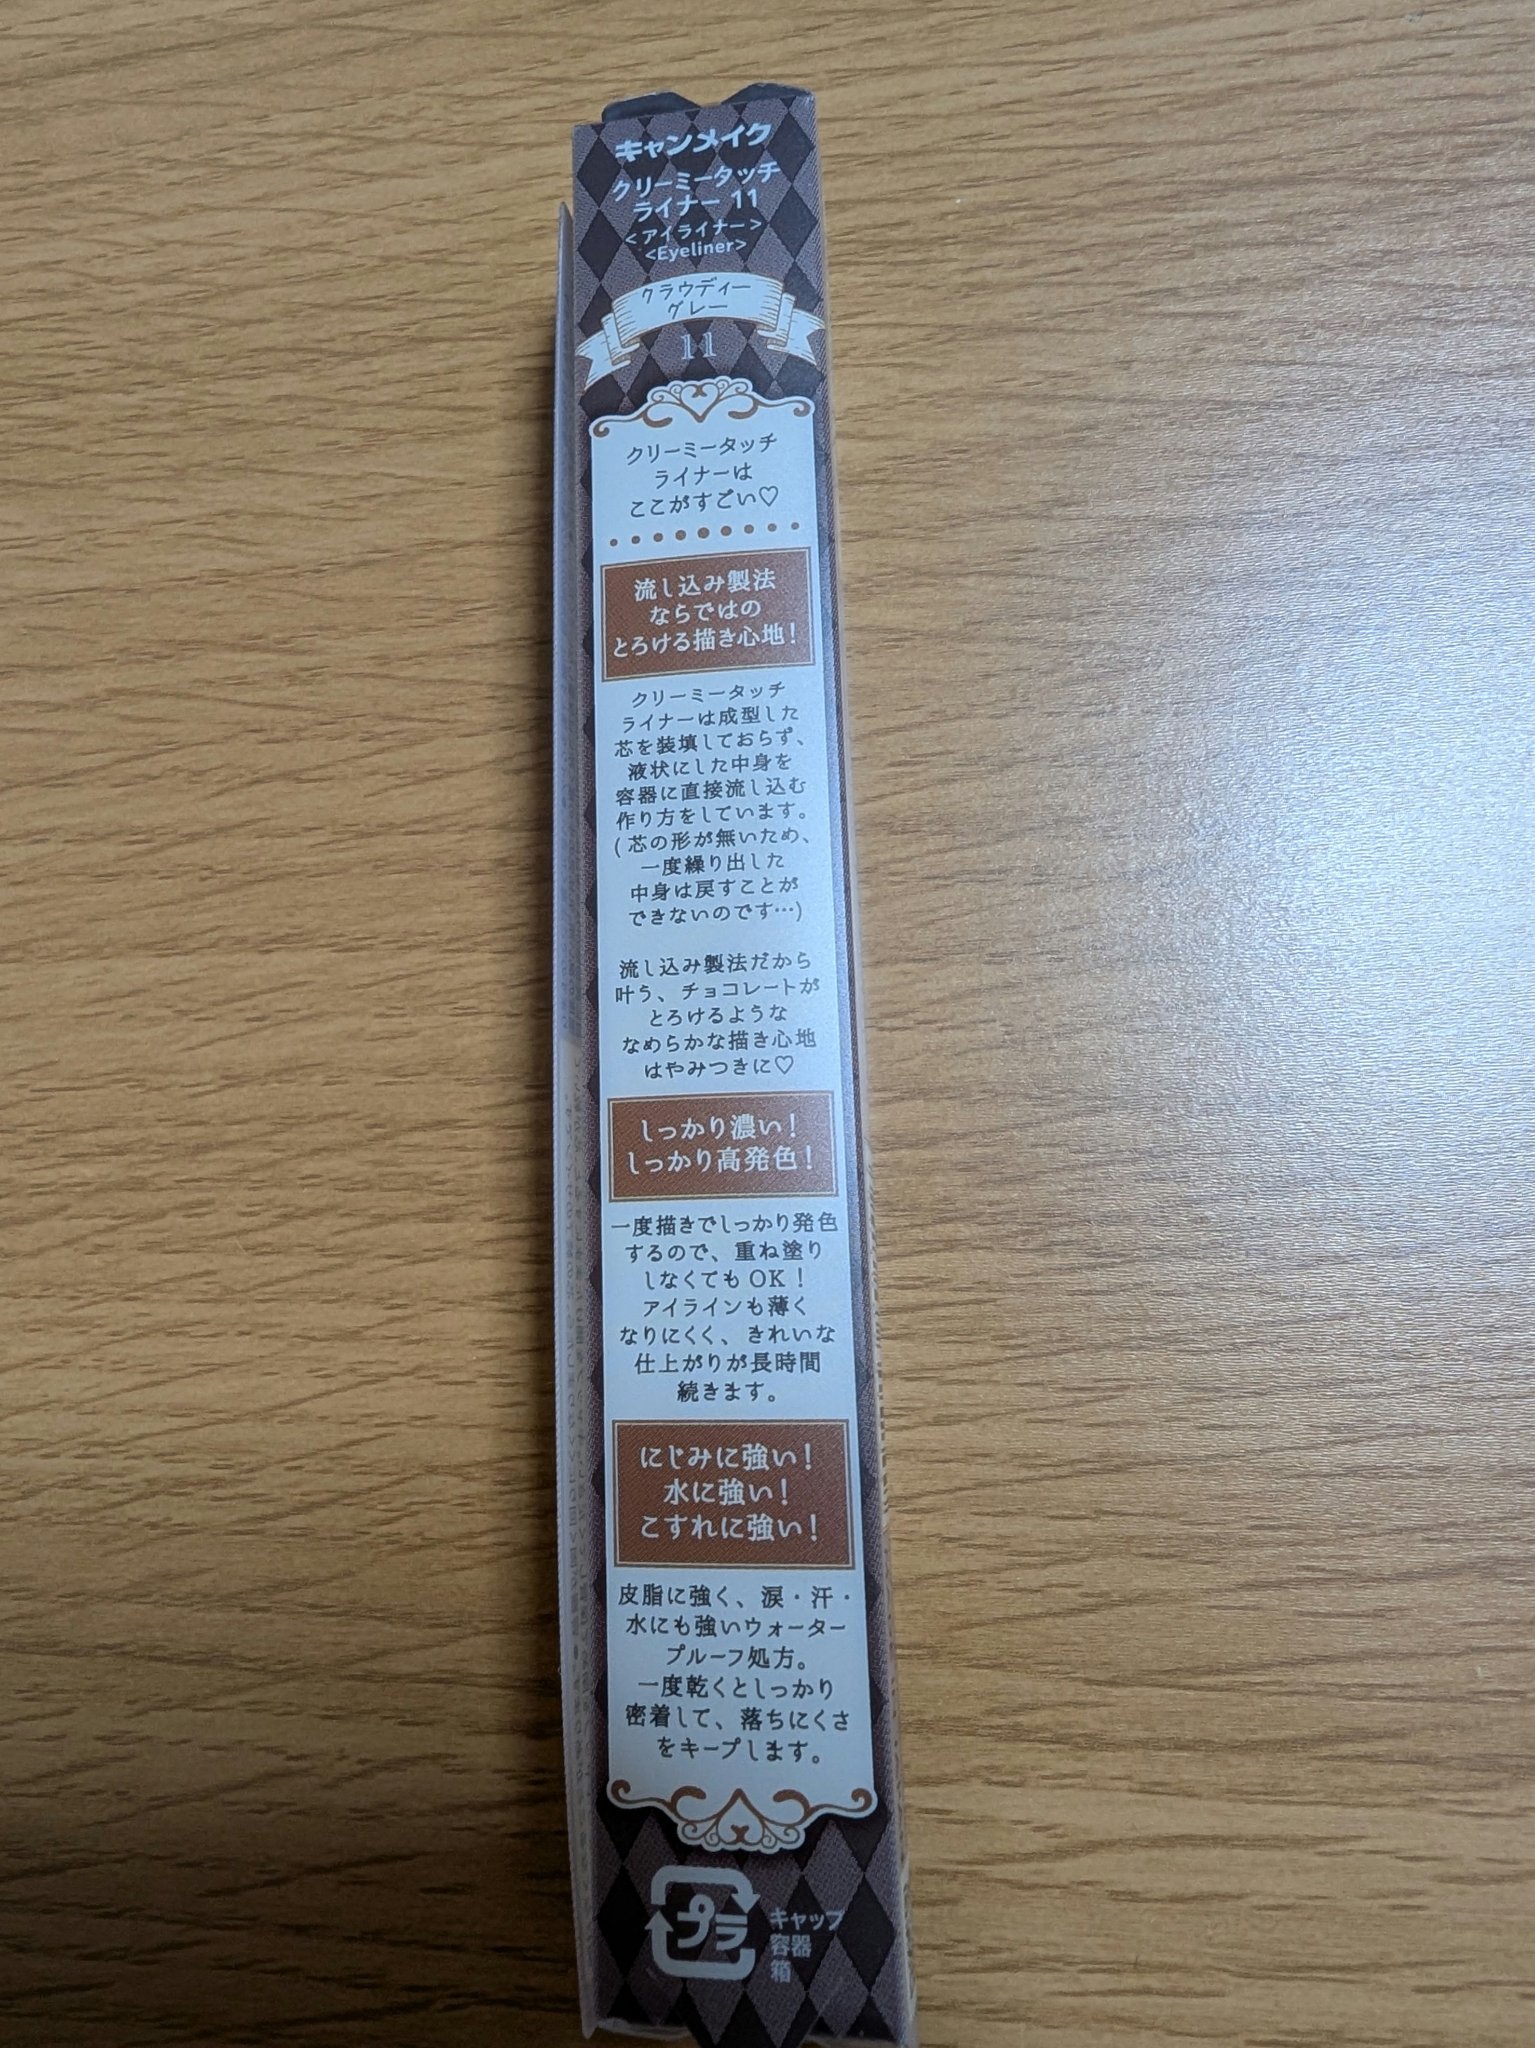 キャンメイク
クリーミータッチ
ライナー 11
<アイライナー>
<Eyeliner>
クラウディー
グレー
11
クリーミータッチ
ライナーは
ここがすごい♡
流し込み製法
ならではの
とろける描き心地！
クリーミータッチ
ライナーは成型した
芯を装填しておらず、
液状にした中身を
容器に直接流し込む
作り方をしています。
(芯の形が無いため、
一度繰り出した
中身は戻すことが
できないのです…)
流し込み製法だから
叶う、チョコレートが
とろけるような
なめらかな描き心地
はやみつきに♡
しっかり濃い！
しっかり高発色！
一度描きでしっかり発色
するので、重ね塗り
しなくてもOK！
アイラインも薄く
なりにくく、きれいな
仕上がりが長時間
続きます。
にじみに強い！
水に強い！
こすれに強い！
皮脂に強く、涙・汗・
水にも強いウォーター
プルーフ処方。
一度乾くとしっかり
密着して、落ちにくさ
をキープします。
プラ
キャップ
容器
箱